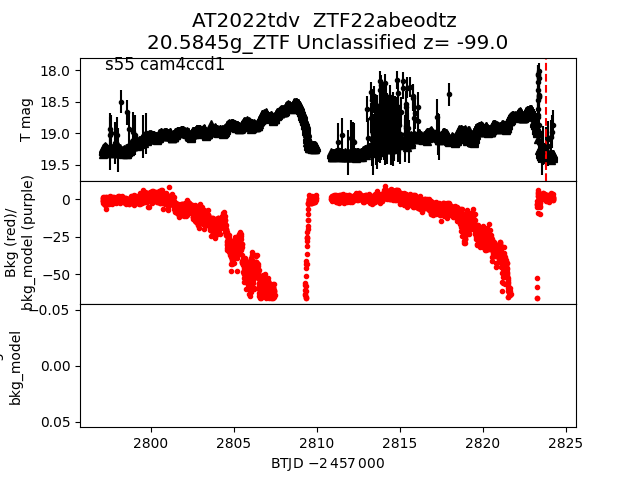 AT2022tdv  ZTF22abeodtz
20.5845g_ZTF Unclassified z= -99.0
s55 cam4ccd1
18.0
18.5
19.0
19.5
T mag
0
−25
−50
Bkg (red)/
bkg_model (purple)
−0.05
0.00
0.05
bkg_model
2800
2805
2810
2815
2820
2825
BTJD −2 457 000